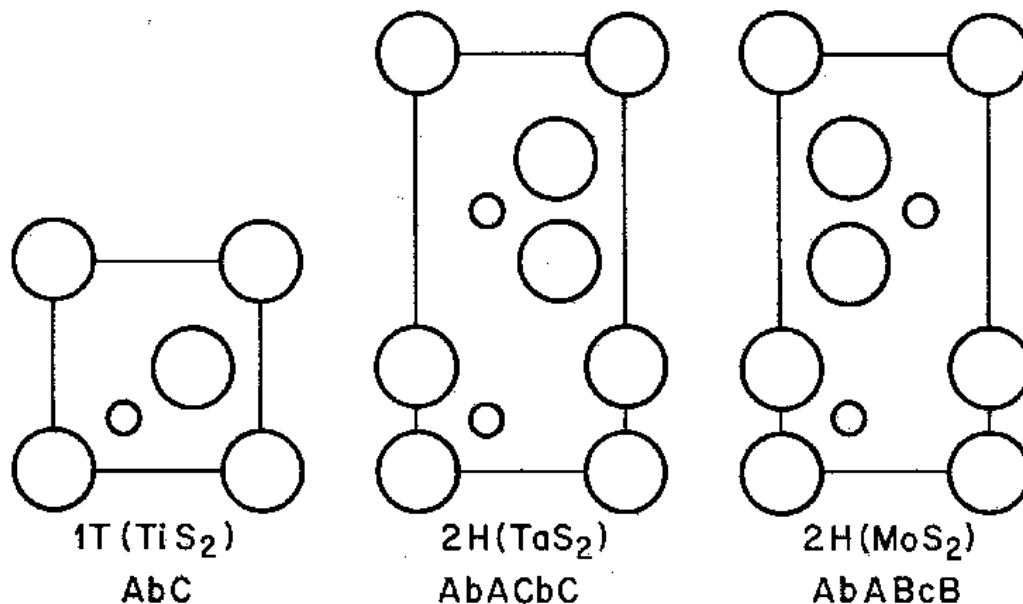 1T (TiS₂)
AbC
2H(TaS₂)
AbACbC
2H(MoS₂)
AbABcB